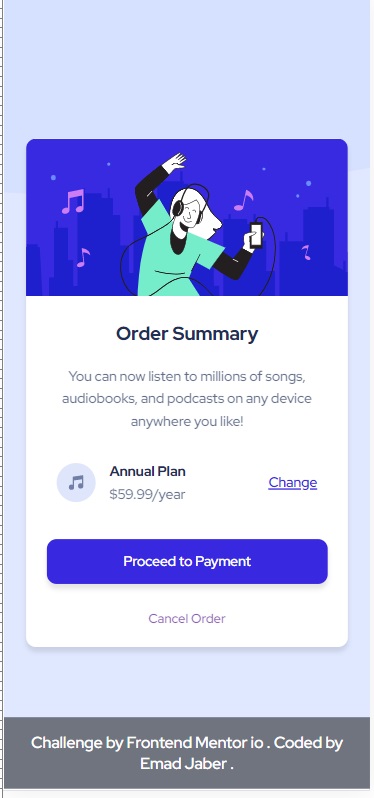 Order Summary
You can now listen to millions of songs,
audiobooks, and podcasts on any device
anywhere you like!
Annual Plan
$59.99/year
Change
Proceed to Payment
Cancel Order
Challenge by Frontend Mentor io . Coded by
Emad Jaber .